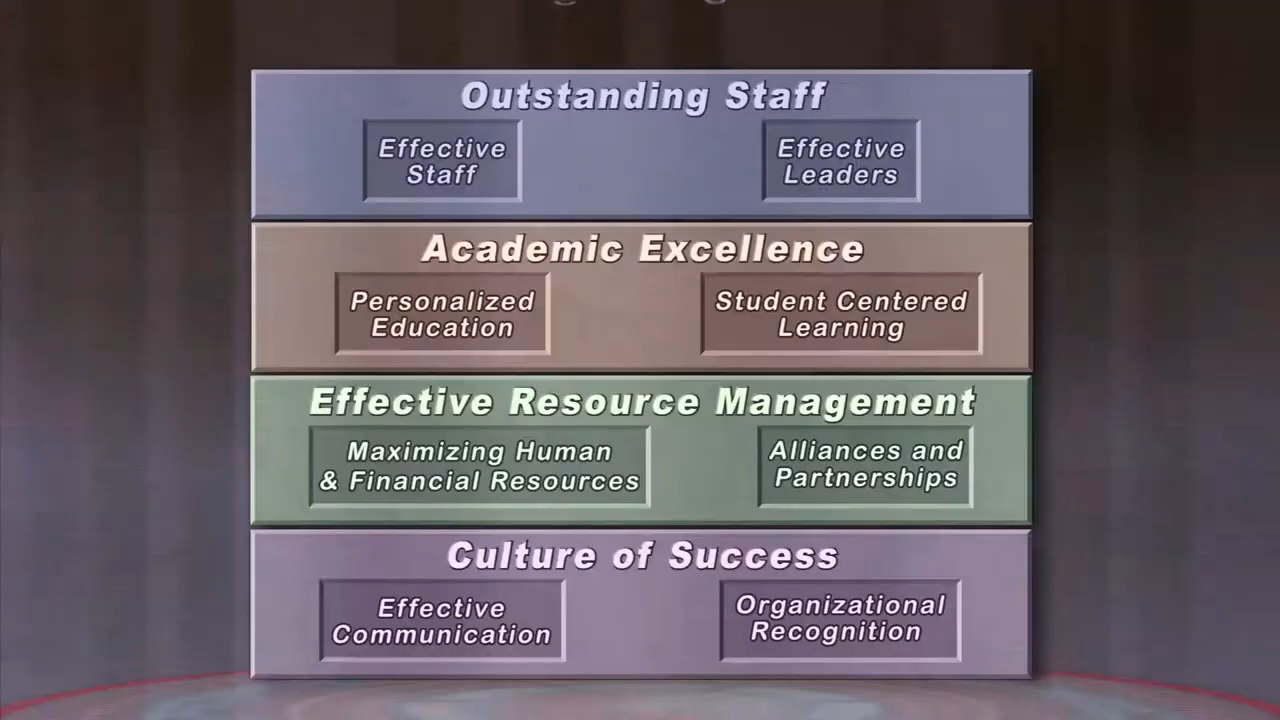 Outstanding Staff
Effective
Staff
Effective
Leaders
Academic Excellence
Personalized
Education
Student Centered
Learning
Effective Resource Management
Maximizing Human
& Financial Resources
Alliances and
Partnerships
Culture of Success
Effective
Communication
Organizational
Recognition